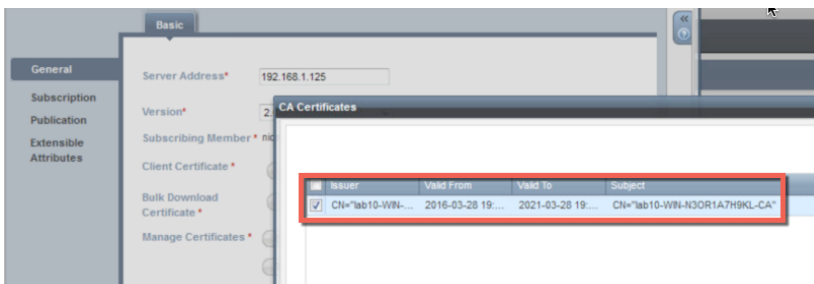 Basic
General
Subscription
Publication
Extensible
Attributes
Server Address*
192.168.1.125
Version*
2.
Subscribing Member *
nic
Client Certificate *
Bulk Download
Certificate *
Manage Certificates *
CA Certificates
Issuer Valid From Valid To Subject
CN="lab10-WIN-... 2016-03-28 19:... 2021-03-28 19:... CN="lab10-WIN-N3OR1A7H9KL-CA"